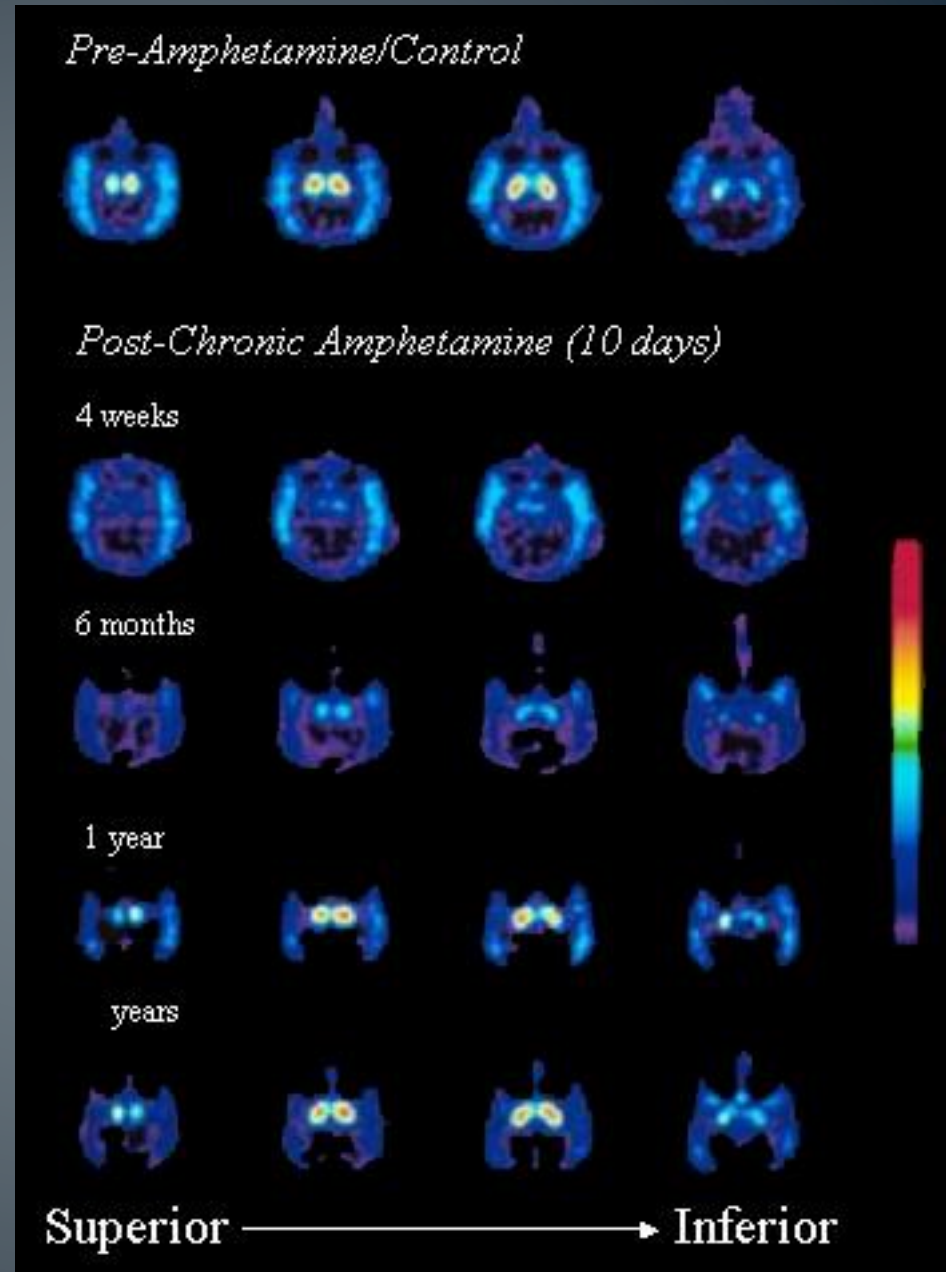 Pre-Amphetamine/Control
Post-Chronic Amphetamine (10 days)
4 weeks
6 months
1 year
years
Superior
Inferior